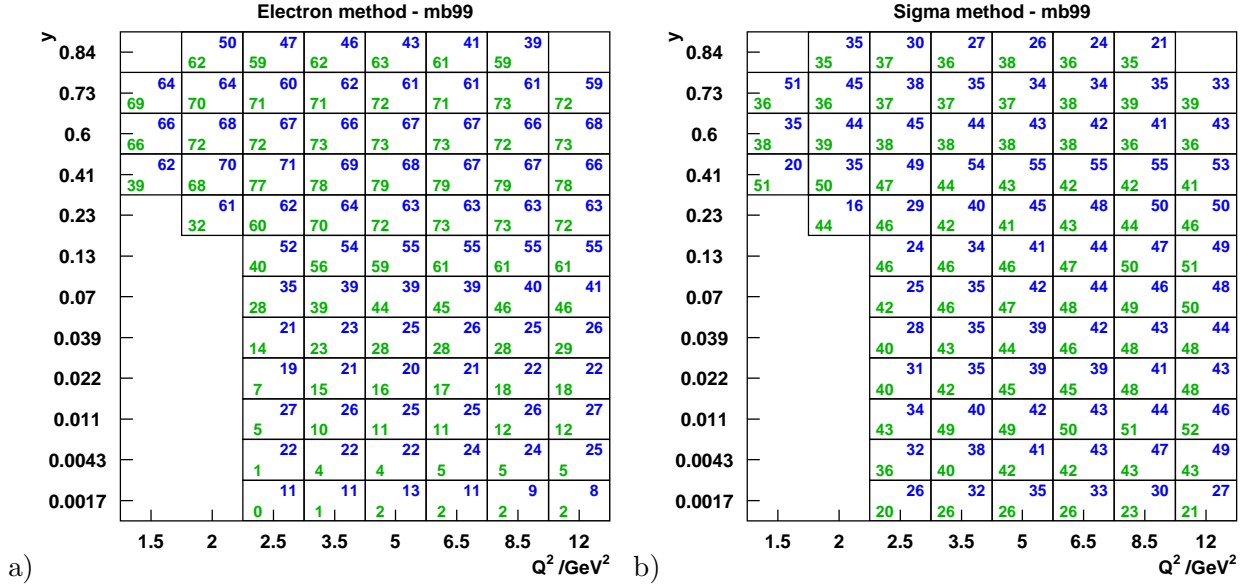 Electron method - mb99
y
0.84 50 47 46 43 41 39
62 59 62 63 61 59
0.73 64 64 60 62 61 61 61 59
69 70 71 71 72 71 73 72
0.6 66 68 67 66 67 67 66 68
66 72 72 73 73 73 72 73
0.41 62 70 71 69 68 67 67 66
39 68 77 78 79 79 79 78
0.23 61 62 64 63 63 63 63
32 60 70 72 73 73 72
0.13 52 54 55 55 55 55
40 56 59 61 61 61
0.07 35 39 39 39 40 41
28 39 44 45 46 46
0.039 21 23 25 26 25 26
14 23 28 28 28 29
0.022 19 21 20 21 22 22
7 15 16 17 18 18
0.011 27 26 25 25 26 27
5 10 11 11 12 12
0.0043 22 22 22 24 24 25
1 4 4 5 5 5
0.0017 11 11 13 11 9 8
0 1 2 2 2 2
1.5 2 2.5 3.5 5 6.5 8.5 12
Q² /GeV²
a)
Sigma method - mb99
y
0.84 35 30 27 26 24 21
35 37 36 38 36 35
0.73 51 45 38 35 34 34 35 33
36 36 37 37 37 38 39 39
0.6 35 44 45 44 43 42 41 43
38 39 38 38 38 38 36 36
0.41 20 35 49 54 55 55 55 53
51 50 47 44 43 42 42 41
0.23 16 29 40 45 48 50 50
44 46 42 41 43 44 46
0.13 24 34 41 44 47 49
46 46 46 47 50 51
0.07 25 35 42 44 46 48
42 46 47 48 49 50
0.039 28 35 39 42 43 44
40 43 44 46 48 48
0.022 31 35 39 39 41 43
40 42 45 45 48 48
0.011 34 40 42 43 44 46
43 49 49 50 51 52
0.0043 32 38 41 43 47 49
36 40 42 42 43 43
0.0017 26 32 35 33 30 27
20 26 26 26 23 21
1.5 2 2.5 3.5 5 6.5 8.5 12
Q² /GeV²
b)